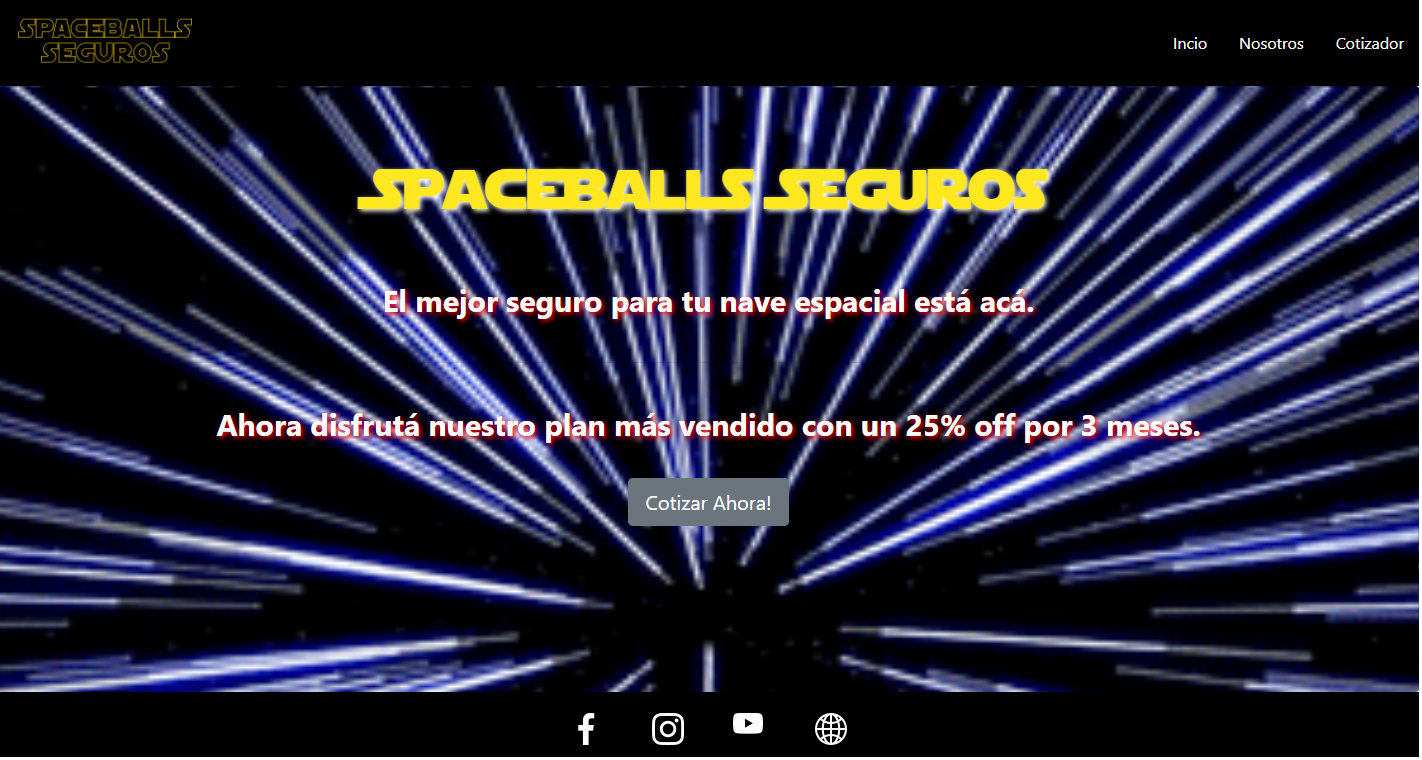 SPACEBALLS
SEGUROS
Incio Nosotros Cotizador
SPACEBALLS SEGUROS
El mejor seguro para tu nave espacial está acá.
Ahora disfrutá nuestro plan más vendido con un 25% off por 3 meses.
Cotizar Ahora!